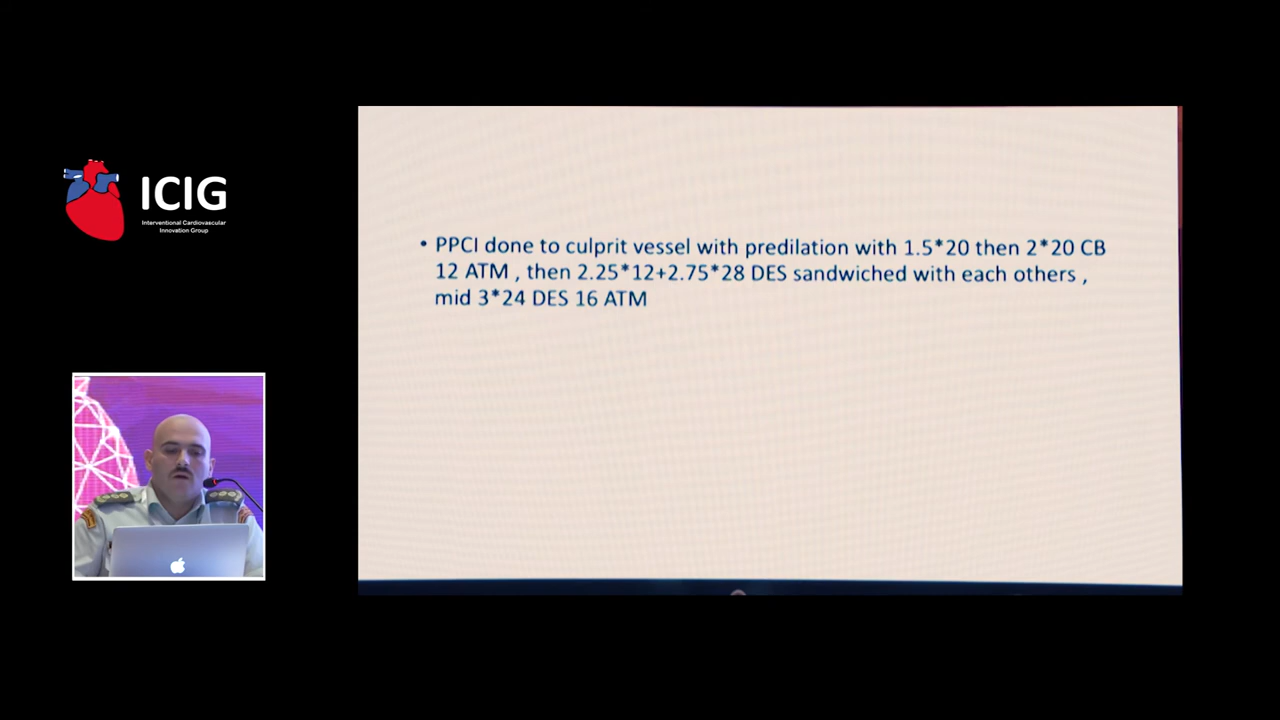 ICIG
Interventional Cardiovascular
Innovation Group
• PPCI done to culprit vessel with predilation with 1.5*20 then 2*20 CB
12 ATM , then 2.25*12+2.75*28 DES sandwiched with each others ,
mid 3*24 DES 16 ATM